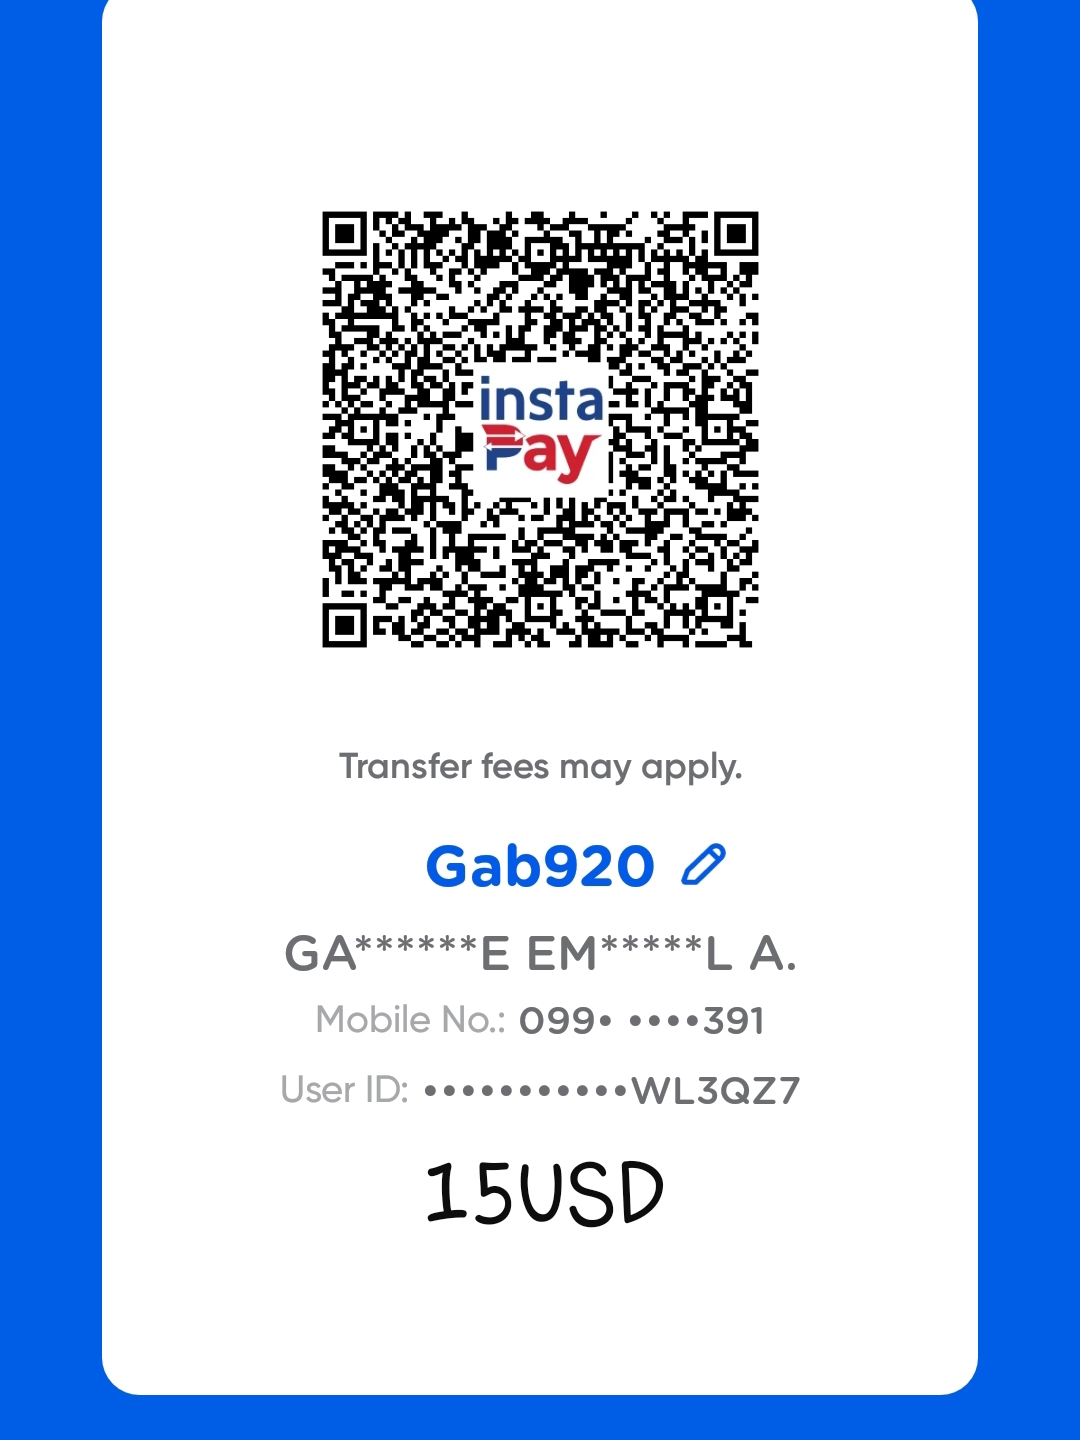 insta
Pay
Transfer fees may apply.
Gab920
GA******E EM*****L A.
Mobile No.: 099• ••••391
User ID: •••••••••••WL3QZ7
15USD